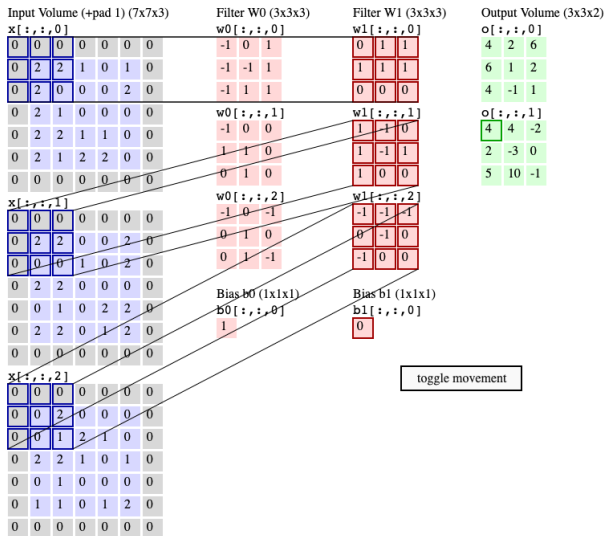 Input Volume (+pad 1) (7x7x3)
x[:,:,0]
0 0 0 0 0 0 0
0 2 2 1 0 1 0
0 2 0 0 0 2 0
0 2 1 0 0 0 0
0 2 2 1 1 0 0
0 2 1 2 2 0 0
0 0 0 0 0 0 0
x[:,:,1]
0 0 0 0 0 0 0
0 2 2 0 0 2 0
0 0 0 1 0 2 0
0 2 2 0 0 0 0
0 0 1 0 2 2 0
0 2 2 0 1 2 0
0 0 0 0 0 0 0
x[:,:,2]
0 0 0 0 0 0 0
0 0 2 0 0 0 0
0 0 1 2 1 0 0
0 2 2 1 0 1 0
0 0 1 0 0 0 0
0 1 1 0 1 2 0
0 0 0 0 0 0 0
Filter W0 (3x3x3)
w0[:,:,0]
-1 0 1
-1 -1 1
-1 1 1
w0[:,:,1]
-1 0 0
1 1 0
0 1 0
w0[:,:,2]
-1 0 -1
0 1 0
0 1 -1
Bias b0 (1x1x1)
b0[:,:,0]
1
Filter W1 (3x3x3)
w1[:,:,0]
0 1 1
1 1 1
0 0 0
w1[:,:,1]
1 -1 0
1 -1 1
1 0 0
w1[:,:,2]
-1 -1 -1
0 -1 0
-1 0 0
Bias b1 (1x1x1)
b1[:,:,0]
0
Output Volume (3x3x2)
o[:,:,0]
4 2 6
6 1 2
4 -1 1
o[:,:,1]
4 4 -2
2 -3 0
5 10 -1
toggle movement